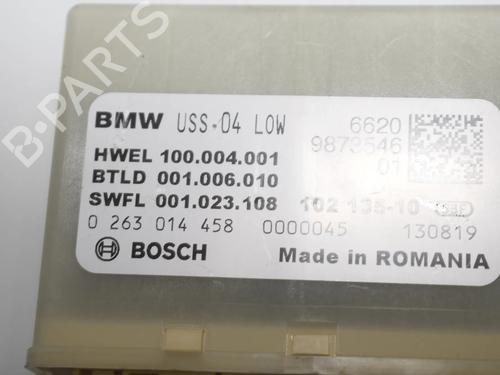 BMW USS-04 LOW 6620
9873546
HWEL 100.004.001 01
BTLD 001.006.010
SWFL 001.023.108 102 135-10
0 263 014 458 0000045 130819
BOSCH Made in ROMANIA
B-PARTS